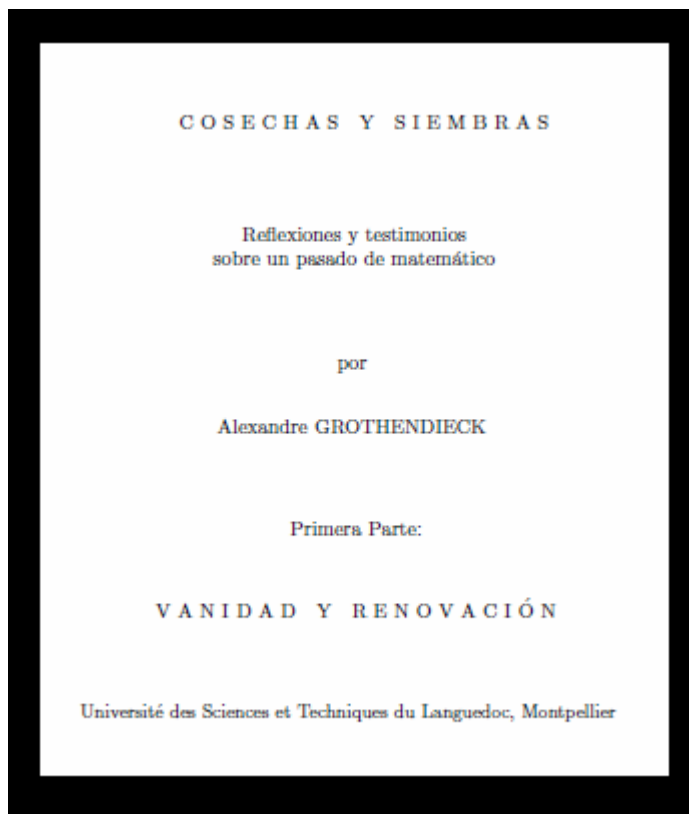 COSECHAS Y SIEMBRAS
Reflexiones y testimonios
sobre un pasado de matemático
por
Alexandre GROTHENDIECK
Primera Parte:
VANIDAD Y RENOVACIÓN
Université des Sciences et Techniques du Languedoc, Montpellier